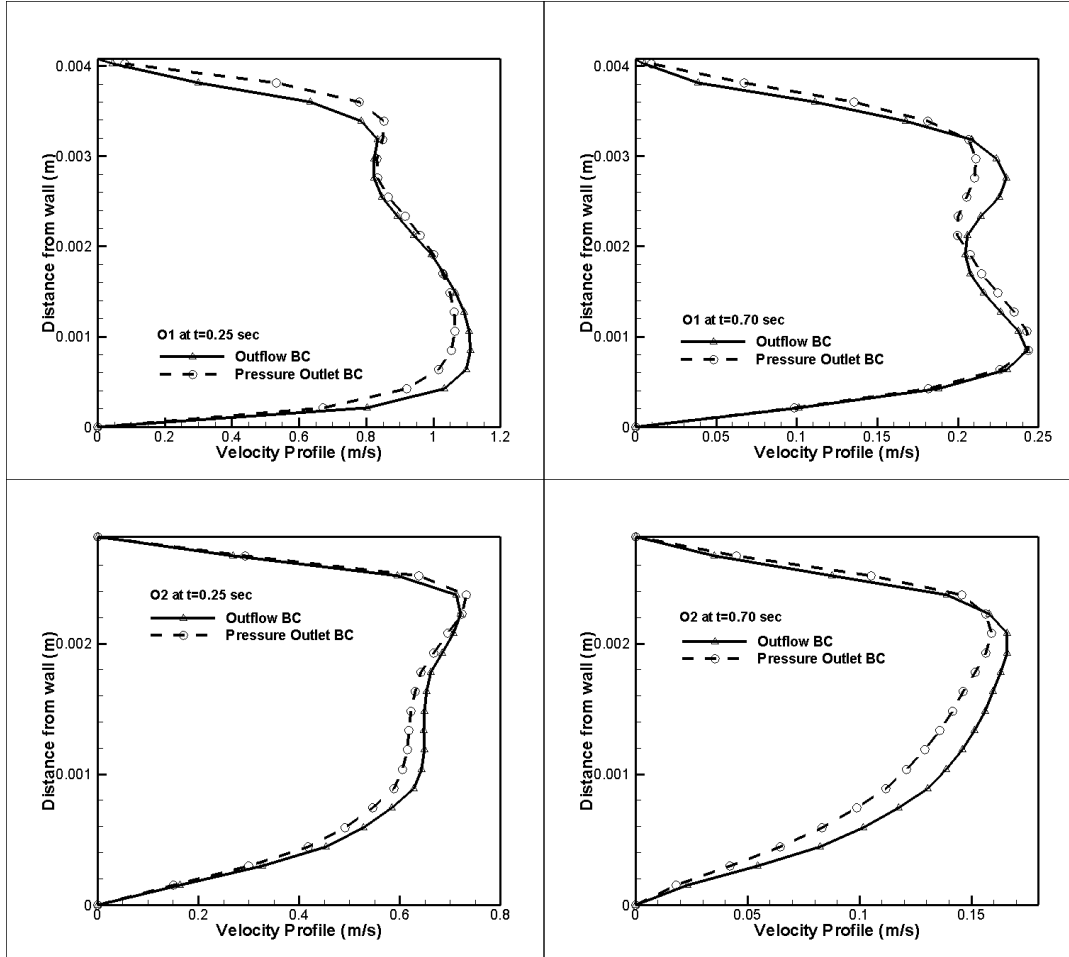 0.004
0.003
0.002
0.001
0
Distance from wall (m)
O1 at t=0.25 sec
Outflow BC
Pressure Outlet BC
0 0.2 0.4 0.6 0.8 1 1.2
Velocity Profile (m/s)
0.004
0.003
0.002
0.001
0
Distance from wall (m)
O1 at t=0.70 sec
Outflow BC
Pressure Outlet BC
0 0.05 0.1 0.15 0.2 0.25
Velocity Profile (m/s)
0.002
0.001
0
Distance from wall (m)
O2 at t=0.25 sec
Outflow BC
Pressure Outlet BC
0 0.2 0.4 0.6 0.8
Velocity Profile (m/s)
0.002
0.001
0
Distance from wall (m)
O2 at t=0.70 sec
Outflow BC
Pressure Outlet BC
0 0.05 0.1 0.15
Velocity Profile (m/s)